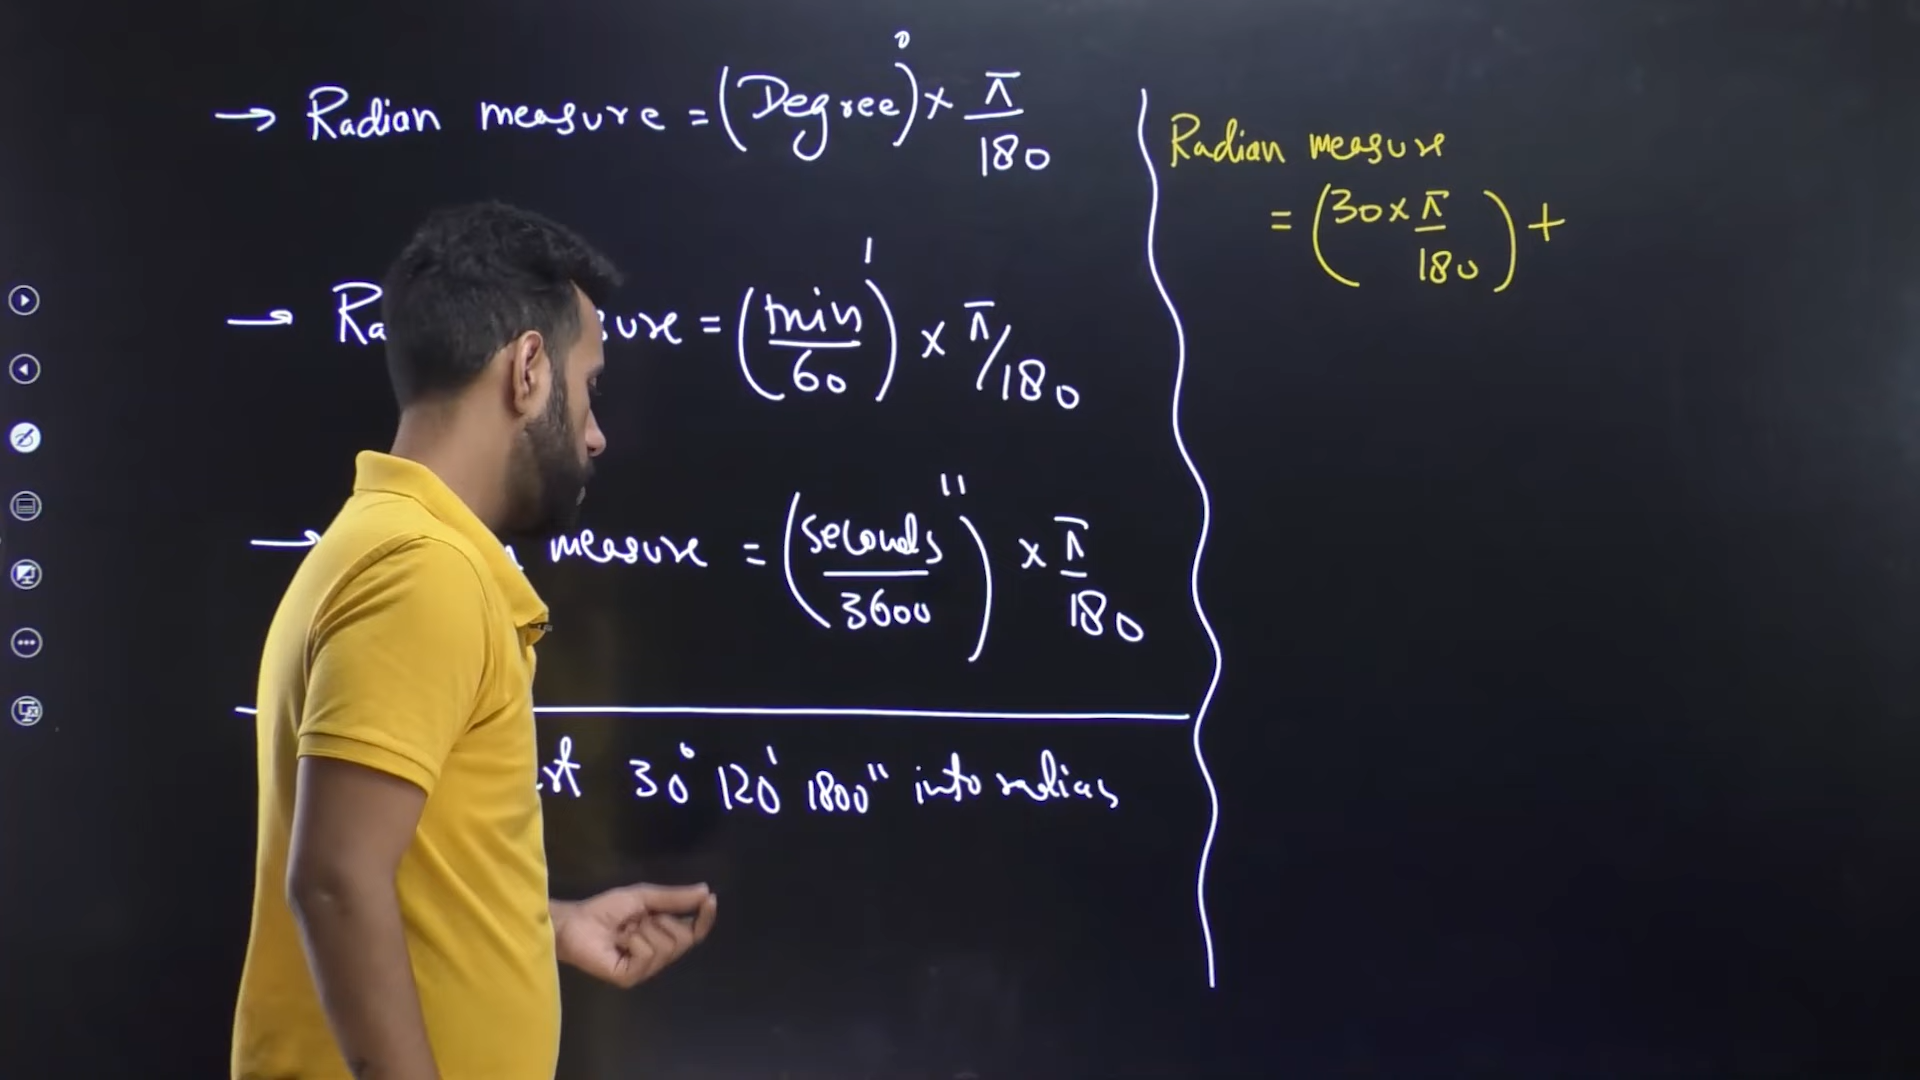 → Radian measure = (Degree)° × π/180
→ Ra ure = (min/60)' × π/180
→ measure = (seconds/3600)'' × π/180
30° 120' 1800'' into radian
Radian measure
= (30 × π/180) +